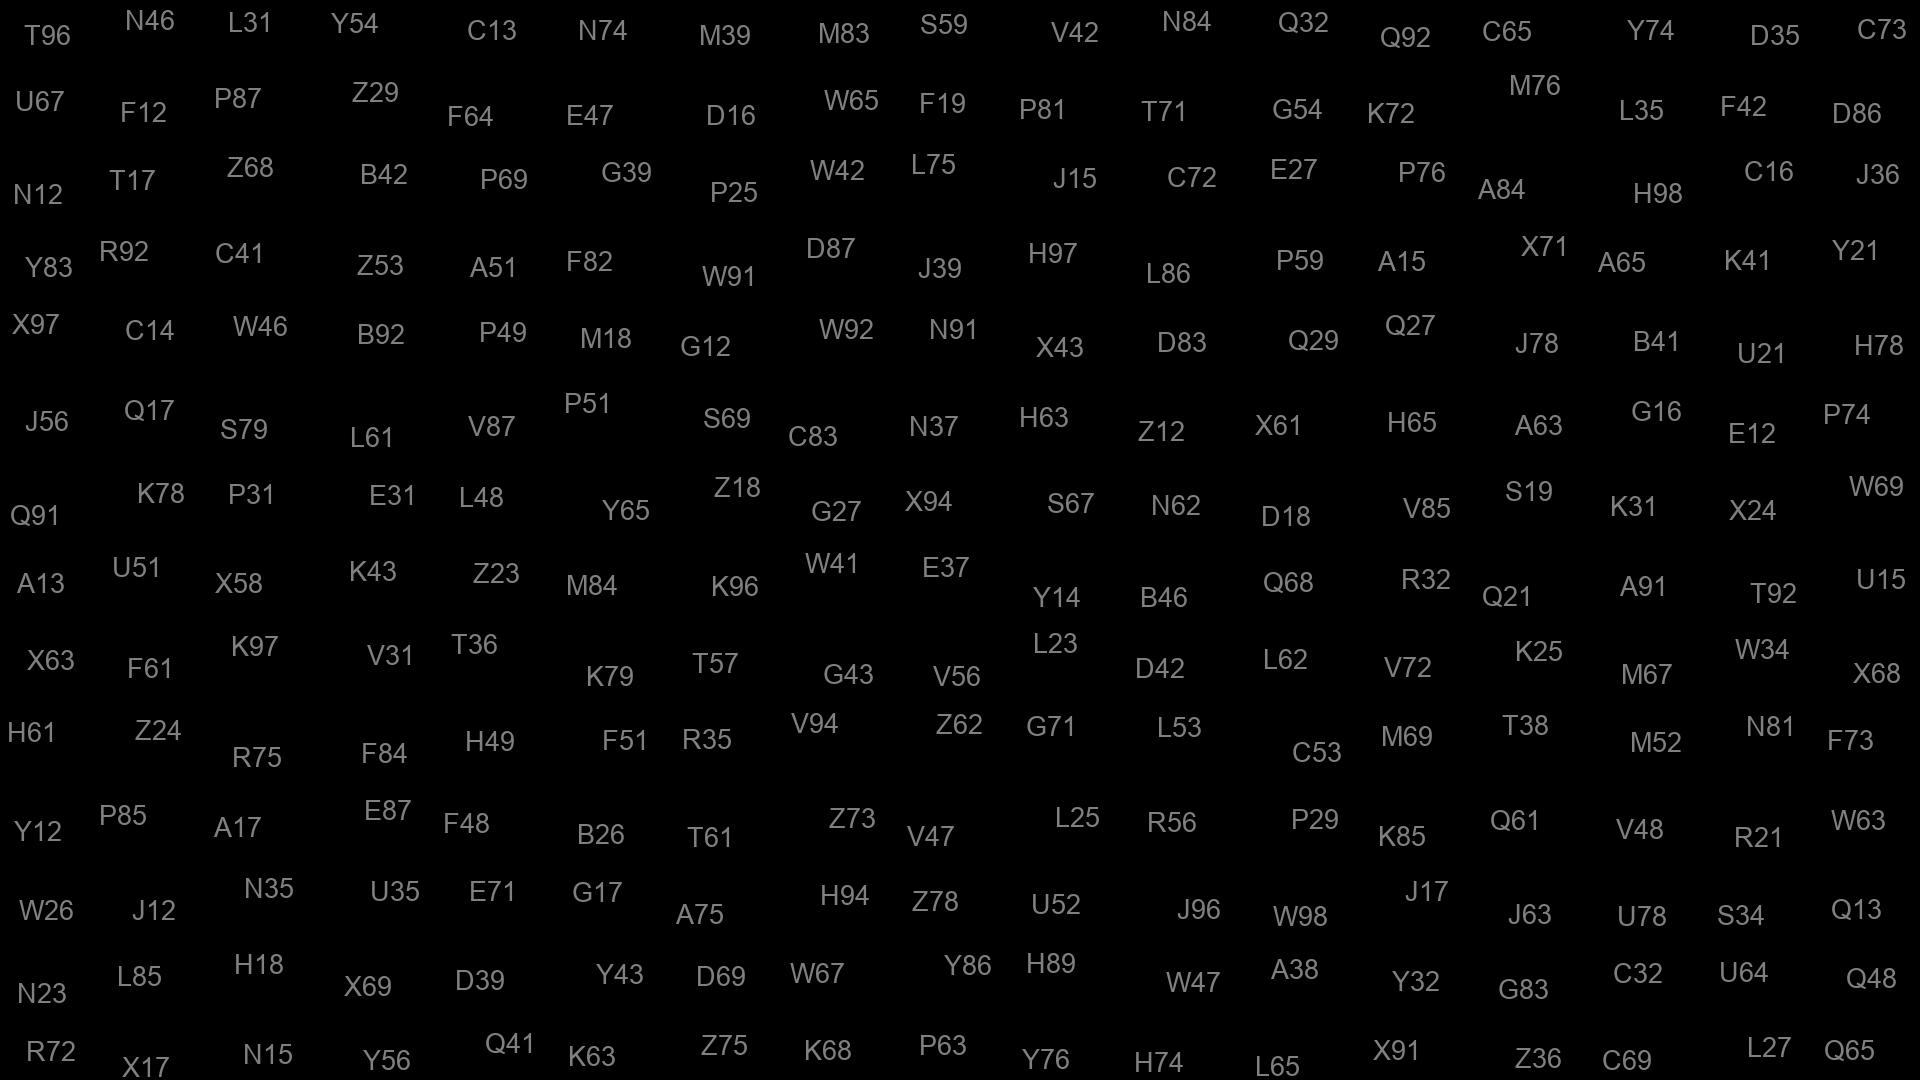 T96 N46 L31 Y54 C13 N74 M39 M83 S59 V42 N84 Q32 Q92 C65 Y74 D35 C73
U67 F12 P87 Z29 F64 E47 D16 W65 F19 P81 T71 G54 K72 M76 L35 F42 D86
N12 T17 Z68 B42 P69 G39 P25 W42 L75 J15 C72 E27 P76 A84 H98 C16 J36
Y83 R92 C41 Z53 A51 F82 W91 D87 J39 H97 L86 P59 A15 X71 A65 K41 Y21
X97 C14 W46 B92 P49 M18 G12 W92 N91 X43 D83 Q29 Q27 J78 B41 U21 H78
J56 Q17 S79 L61 V87 P51 S69 C83 N37 H63 Z12 X61 H65 A63 G16 E12 P74
Q91 K78 P31 E31 L48 Y65 Z18 G27 X94 S67 N62 D18 V85 S19 K31 X24 W69
A13 U51 X58 K43 Z23 M84 K96 W41 E37 Y14 B46 Q68 R32 Q21 A91 T92 U15
X63 F61 K97 V31 T36 K79 T57 G43 V56 L23 D42 L62 V72 K25 M67 W34 X68
H61 Z24 R75 F84 H49 F51 R35 V94 Z62 G71 L53 C53 M69 T38 M52 N81 F73
Y12 P85 A17 E87 F48 B26 T61 Z73 V47 L25 R56 P29 K85 Q61 V48 R21 W63
W26 J12 N35 U35 E71 G17 A75 H94 Z78 U52 J96 W98 J17 J63 U78 S34 Q13
N23 L85 H18 X69 D39 Y43 D69 W67 Y86 H89 W47 A38 Y32 G83 C32 U64 Q48
R72 X17 N15 Y56 Q41 K63 Z75 K68 P63 Y76 H74 L65 X91 Z36 C69 L27 Q65